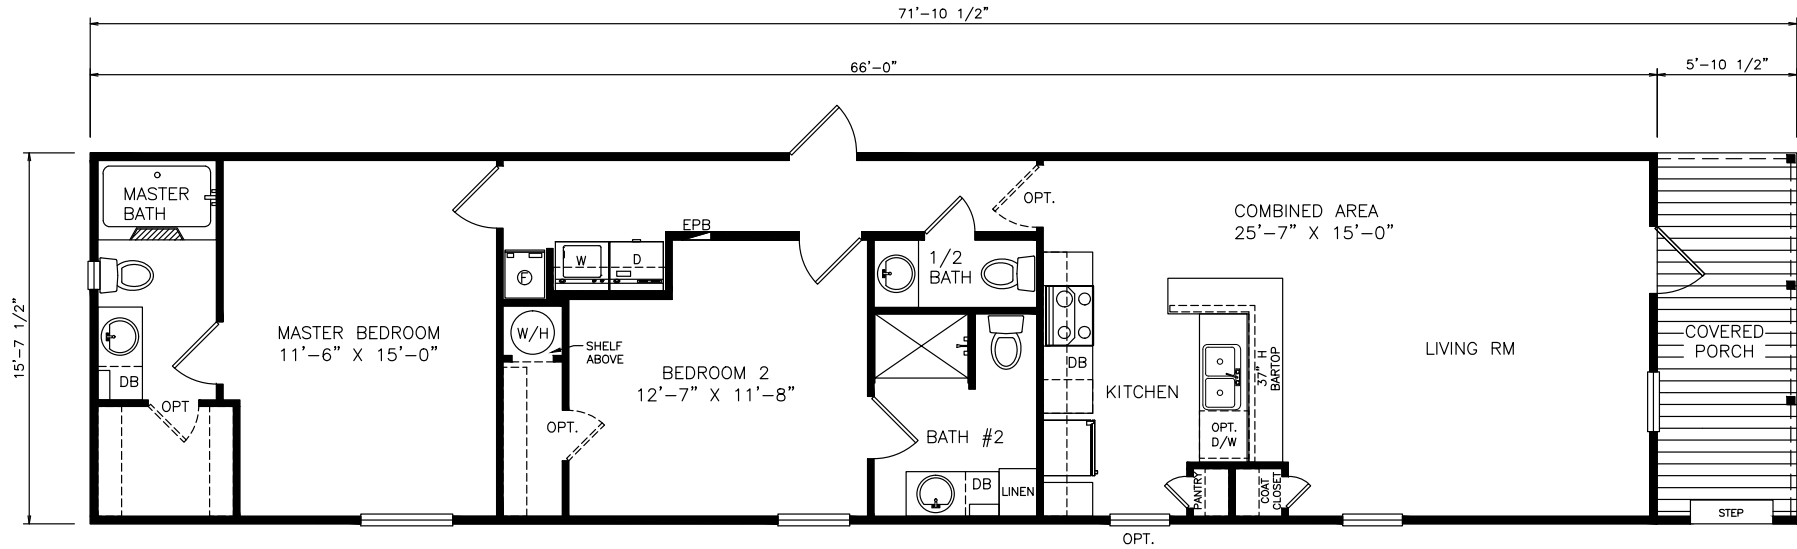 71'-10 1/2"
66'-0"
5'-10 1/2"
15'-7 1/2"
MASTER
BATH
DB
OPT
MASTER BEDROOM
11'-6" X 15'-0"
F
W
D
EPB
W/H
SHELF
ABOVE
OPT.
BEDROOM 2
12'-7" X 11'-8"
1/2
BATH
OPT.
BATH #2
DB
LINEN
DB
KITCHEN
37" H
BARTOP
OPT.
D/W
PANTRY
COAT
CLOSET
OPT.
COMBINED AREA
25'-7" X 15'-0"
LIVING RM
COVERED
PORCH
STEP